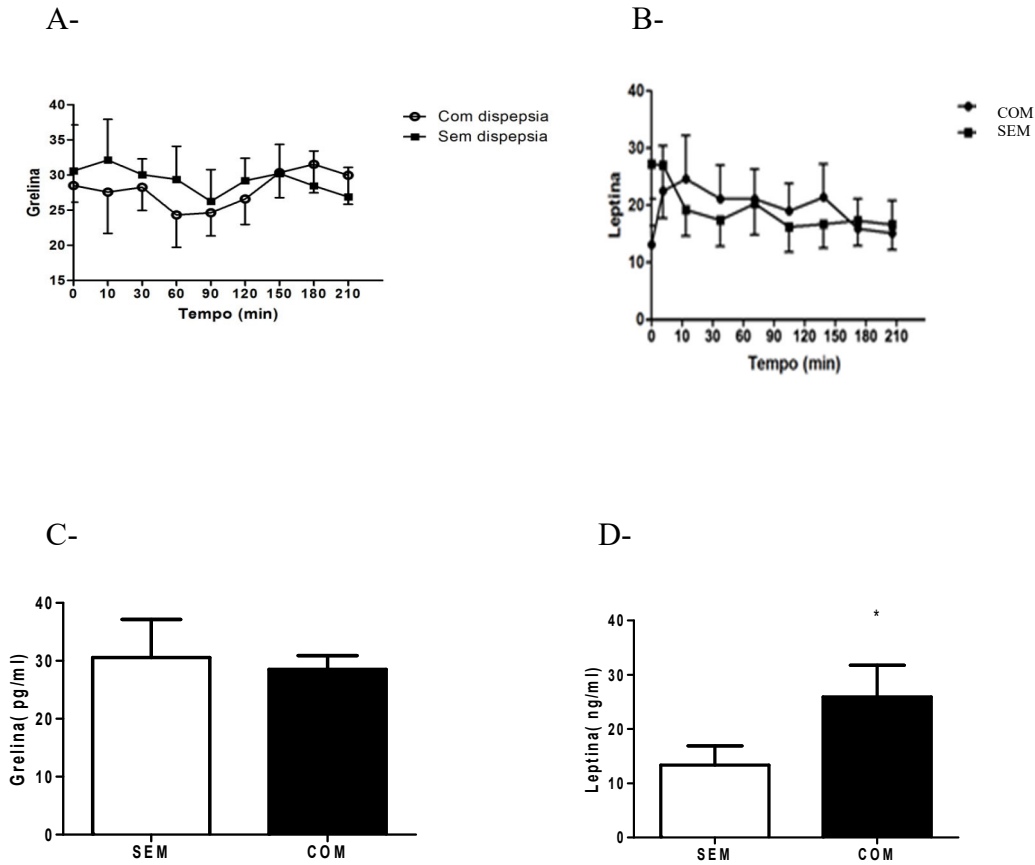 A-
40
35
30
25
20
15
Grelina
0 10 30 60 90 120 150 180 210
Tempo (min)
Com dispepsia
Sem dispepsia
B-
40
30
20
10
0
Leptina
0 10 30 60 90 120 150 180 210
Tempo (min)
COM
SEM
C-
40
30
20
10
0
Grelina( pg/ml)
SEM COM
D-
*
40
30
20
10
0
Leptina( ng/ml)
SEM COM